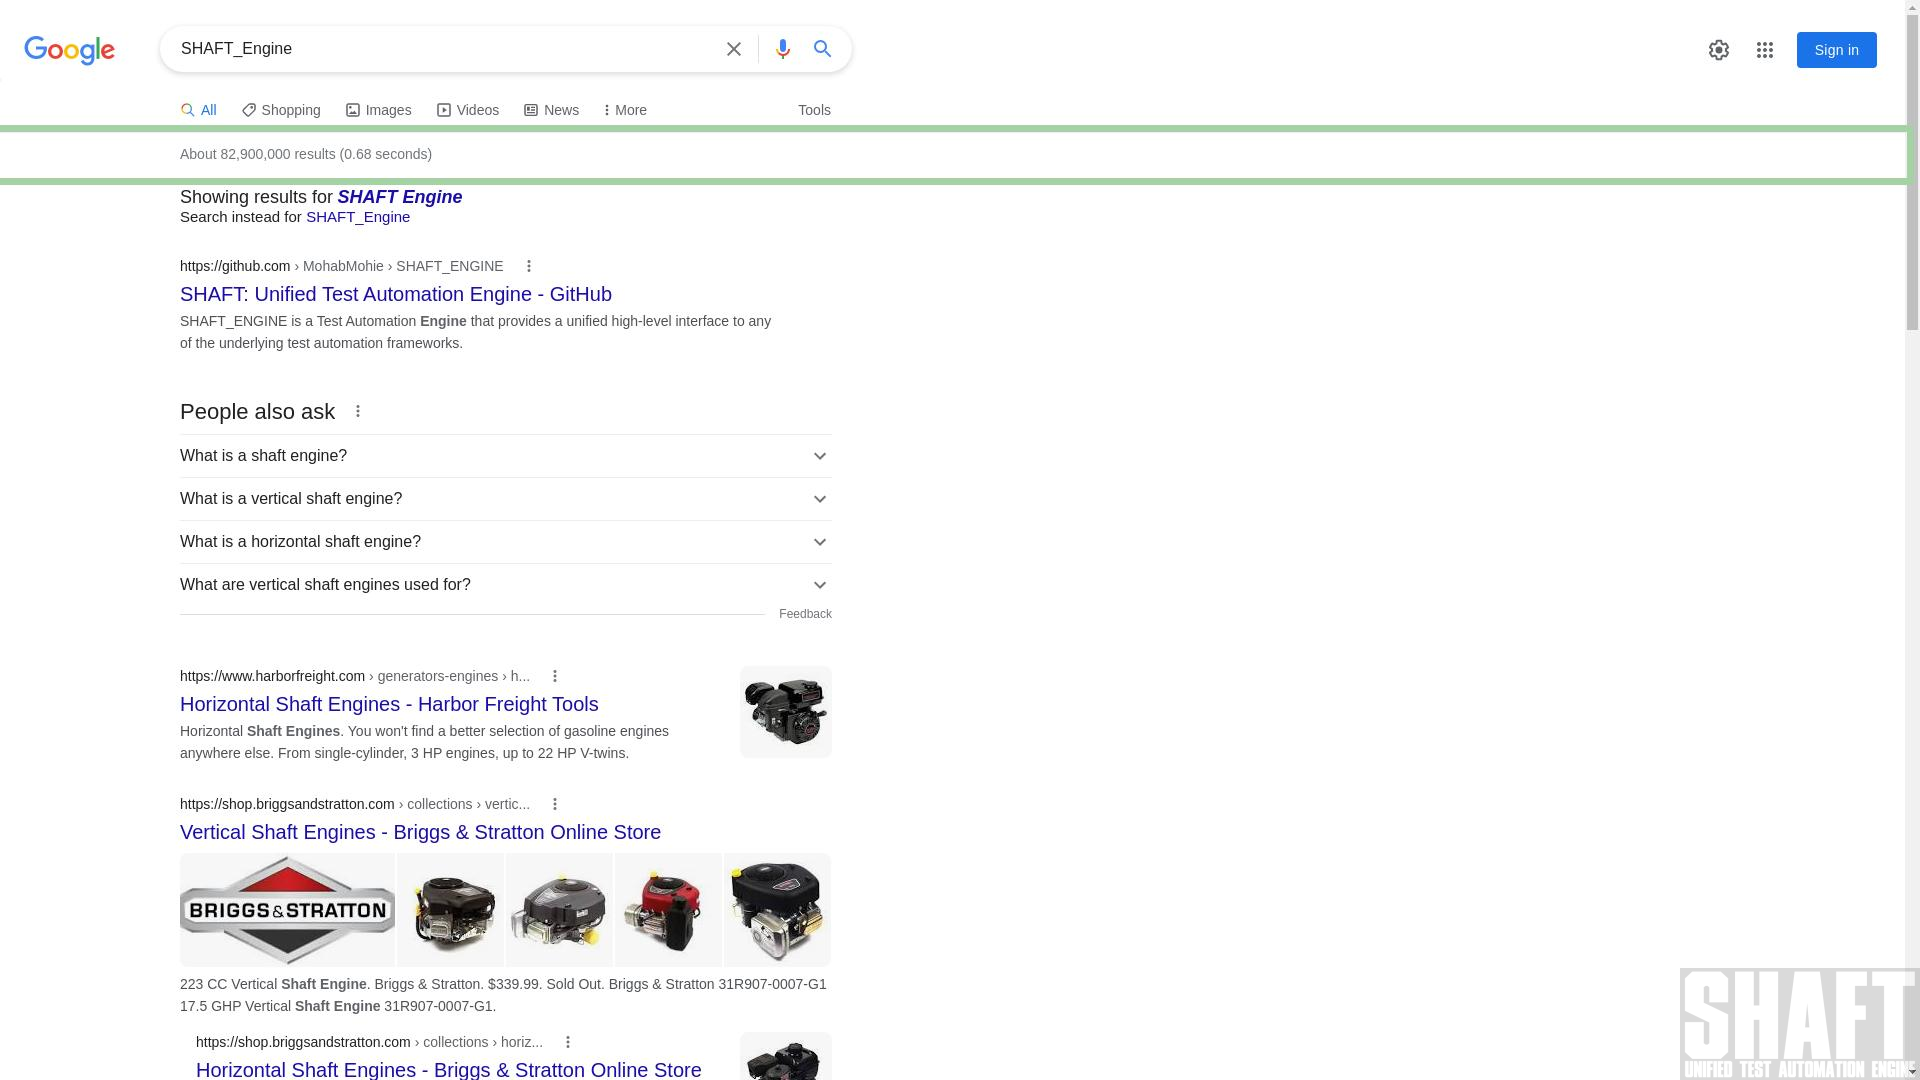 Google
SHAFT_Engine
Sign in
All
Shopping
Images
Videos
News
More
Tools
About 82,900,000 results (0.68 seconds)
Showing results for SHAFT Engine
Search instead for SHAFT_Engine
https://github.com › MohabMohie › SHAFT_ENGINE
SHAFT: Unified Test Automation Engine - GitHub
SHAFT_ENGINE is a Test Automation Engine that provides a unified high-level interface to any
of the underlying test automation frameworks.
People also ask
What is a shaft engine?
What is a vertical shaft engine?
What is a horizontal shaft engine?
What are vertical shaft engines used for?
Feedback
https://www.harborfreight.com › generators-engines › h...
Horizontal Shaft Engines - Harbor Freight Tools
Horizontal Shaft Engines. You won't find a better selection of gasoline engines
anywhere else. From single-cylinder, 3 HP engines, up to 22 HP V-twins.
https://shop.briggsandstratton.com › collections › vertic...
Vertical Shaft Engines - Briggs & Stratton Online Store
BRIGGS&STRATTON
223 CC Vertical Shaft Engine. Briggs & Stratton. $339.99. Sold Out. Briggs & Stratton 31R907-0007-G1
17.5 GHP Vertical Shaft Engine 31R907-0007-G1.
https://shop.briggsandstratton.com › collections › horiz...
Horizontal Shaft Engines - Briggs & Stratton Online Store
SHAFT
UNIFIED TEST AUTOMATION ENGINE